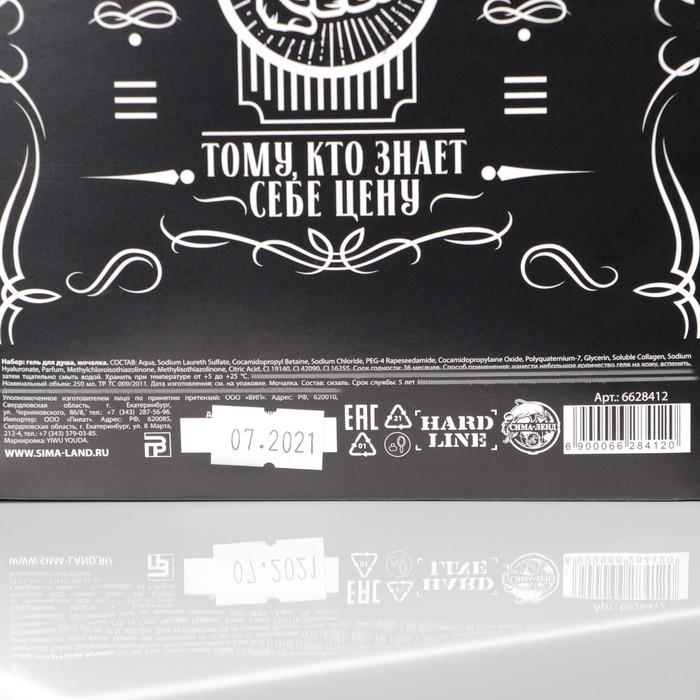 ТОМУ, КТО ЗНАЕТ
СЕБЕ ЦЕНУ
Набор: гель для душа, мочалка. СОСТАВ: Aqua, Sodium Laureth Sulfate, Cocamidopropyl Betaine, Sodium Chloride, PEG-4 Rapeseedamide, Cocamidopropylane Oxide, Polyquaternium-7, Glycerin, Soluble Collagen, Sodium
Hyaluronate, Parfum, Methylchloroisothiazolinone, Methylisothiazolinone, Citric Acid, CI 19140, CI 42090, CI 16255. Срок годности: 36 месяцев. Способ применения: нанести небольшое количество геля на кожу, вспенить,
затем тщательно смыть водой. Хранить при температуре от +5 до +25 °C.
Номинальный объем: 250 мл. ТР ТС 009/2011. Дата изготовления: см. на упаковке. Мочалка. Состав: сизаль. Срок службы: 5 лет
Уполномоченное изготовителем лицо по принятию претензий: ООО «ВИП». Адрес: РФ, 620010,
Свердловская область, г. Екатеринбург,
ул. Черняховского, 86/8, тел.: +7 (343) 287-56-96.
Импортер: ООО «Пилат». Адрес: РФ, 620085,
Свердловская область, г. Екатеринбург, ул. 8 Марта,
212-4, тел.: +7 (343) 379-03-85.
Маркировка: YIWU YOUDA.
WWW.SIMA-LAND.RU
07.2021
EAC
21
01
HARD
LINE
СИМА-ЛЕНД
Арт.: 6628412
6 900066 284120